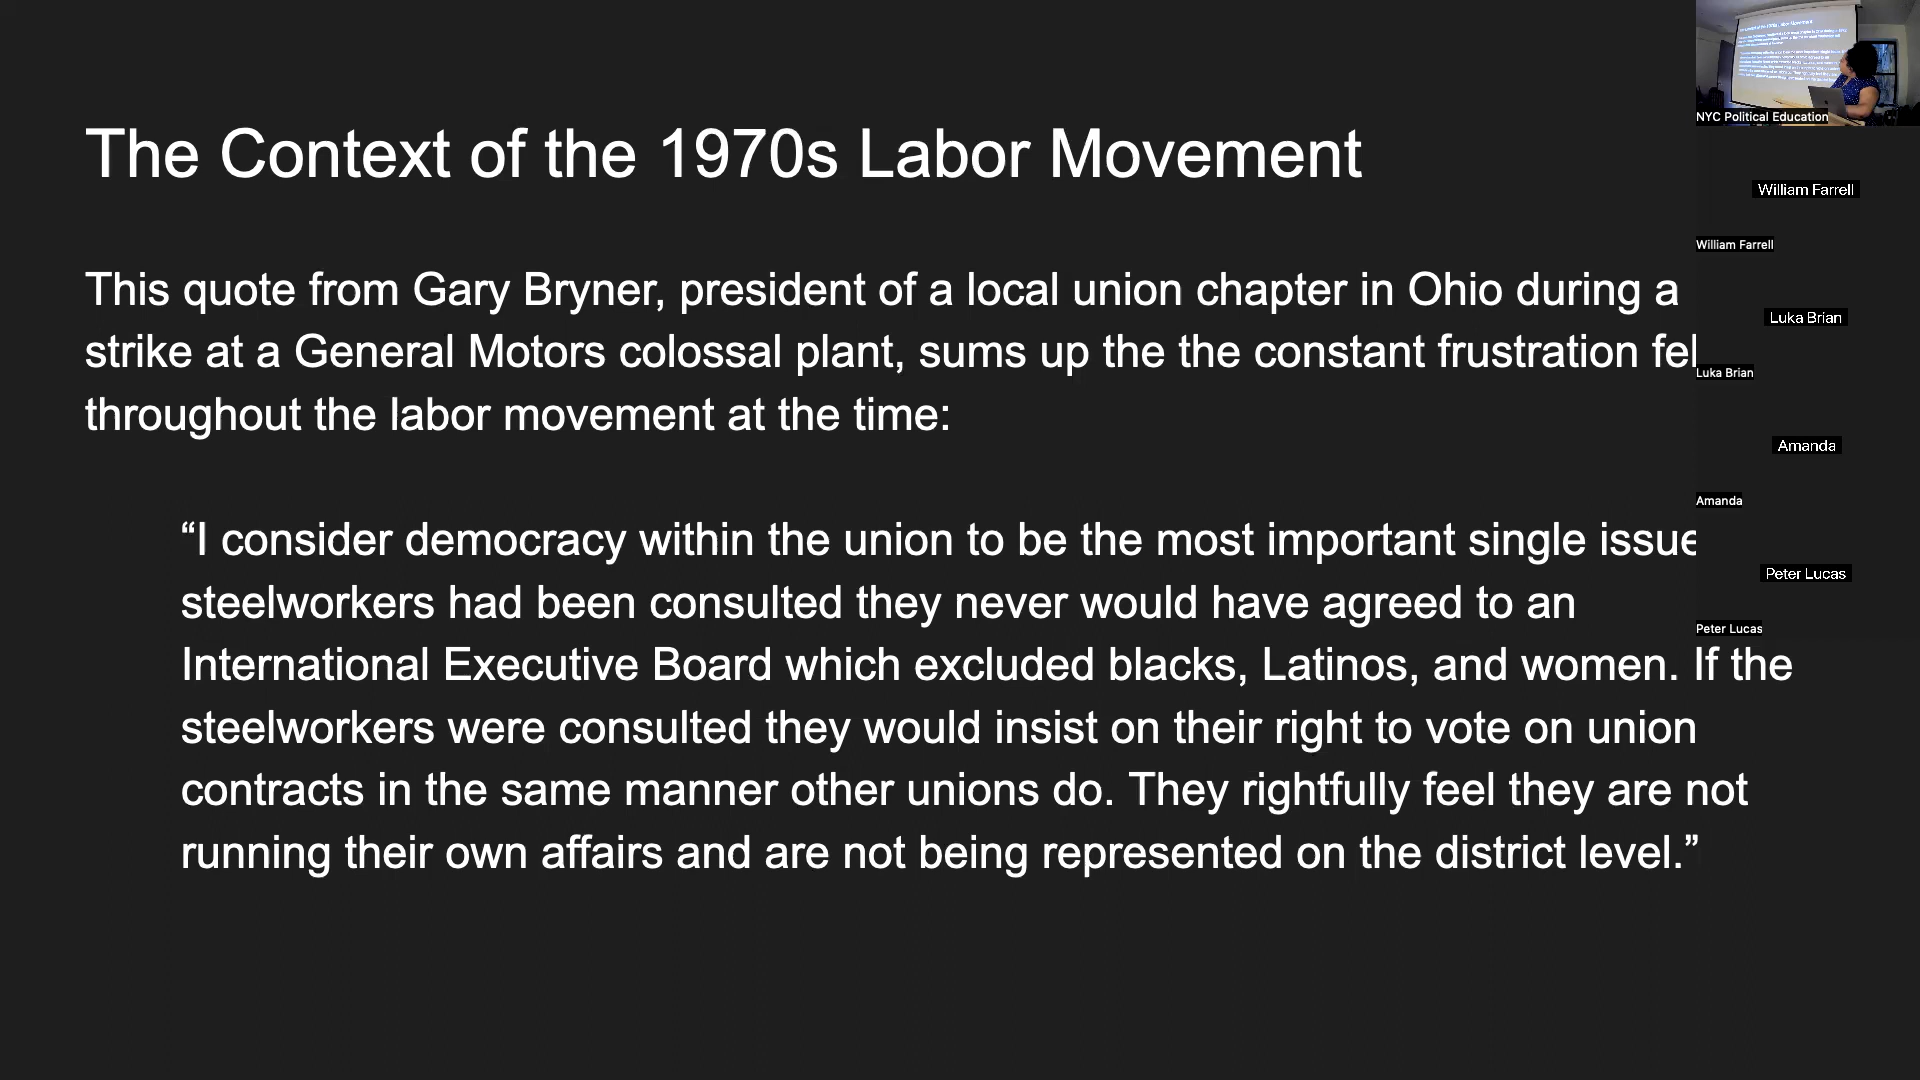 The Context of the 1970s Labor Movement
This quote from Gary Bryner, president of a local union chapter in Ohio during a
strike at a General Motors colossal plant, sums up the the constant frustration fel
throughout the labor movement at the time:
“I consider democracy within the union to be the most important single issue
steelworkers had been consulted they never would have agreed to an
International Executive Board which excluded blacks, Latinos, and women. If the
steelworkers were consulted they would insist on their right to vote on union
contracts in the same manner other unions do. They rightfully feel they are not
running their own affairs and are not being represented on the district level.”
NYC Political Education
William Farrell
William Farrell
Luka Brian
Luka Brian
Amanda
Amanda
Peter Lucas
Peter Lucas